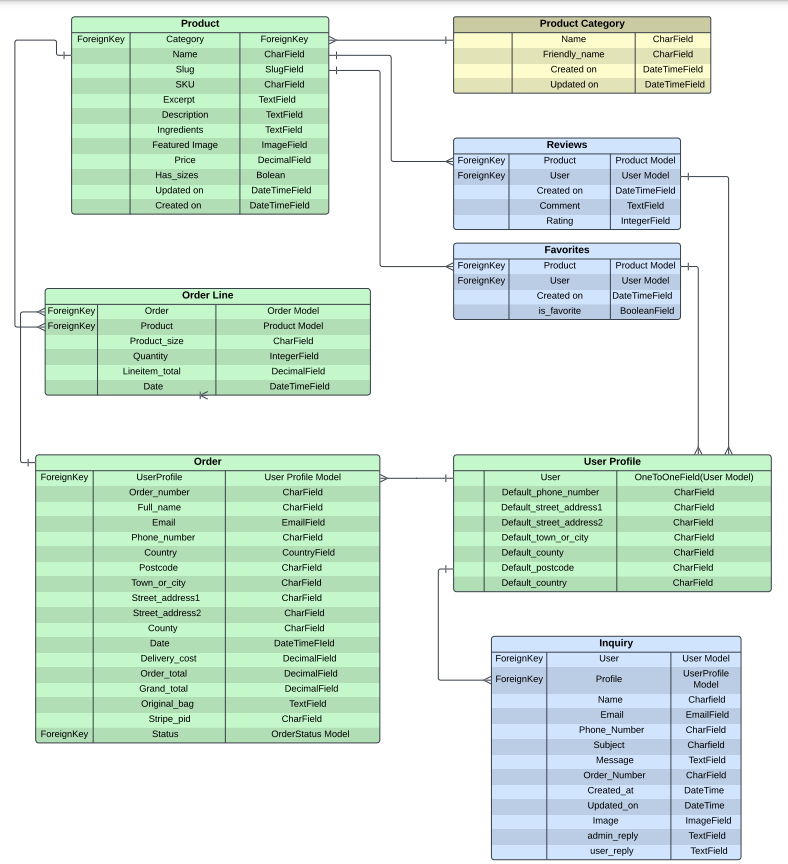 Product
ForeignKey Category ForeignKey
Name CharField
Slug SlugField
SKU CharField
Excerpt TextField
Description TextField
Ingredients TextField
Featured Image ImageField
Price DecimalField
Has_sizes Bolean
Updated on DateTimeField
Created on DateTimeField
Product Category
Name CharField
Friendly_name CharField
Created on DateTimeField
Updated on DateTimeField
Reviews
ForeignKey Product Product Model
ForeignKey User User Model
Created on DateTimeField
Comment TextField
Rating IntegerField
Favorites
ForeignKey Product Product Model
ForeignKey User User Model
Created on DateTimeField
is_favorite BooleanField
Order Line
ForeignKey Order Order Model
ForeignKey Product Product Model
Product_size CharField
Quantity IntegerField
Lineitem_total DecimalField
Date DateTimeField
Order
ForeignKey UserProfile User Profile Model
Order_number CharField
Full_name CharField
Email EmailField
Phone_number CharField
Country CountryField
Postcode CharField
Town_or_city CharField
Street_address1 CharField
Street_address2 CharField
County CharField
Date DateTimeFIeld
Delivery_cost DecimalField
Order_total DecimalField
Grand_total DecimalField
Original_bag TextField
Stripe_pid CharField
ForeignKey Status OrderStatus Model
User Profile
User OneToOneField(User Model)
Default_phone_number CharField
Default_street_address1 CharField
Default_street_address2 CharField
Default_town_or_city CharField
Default_county CharField
Default_postcode CharField
Default_country CharField
Inquiry
ForeignKey User User Model
ForeignKey Profile UserProfile
Model
Name Charfield
Email EmailField
Phone_Number CharField
Subject Charfield
Message TextField
Order_Number CharField
Created_at DateTime
Updated_on DateTime
Image ImageField
admin_reply TextField
user_reply TextField